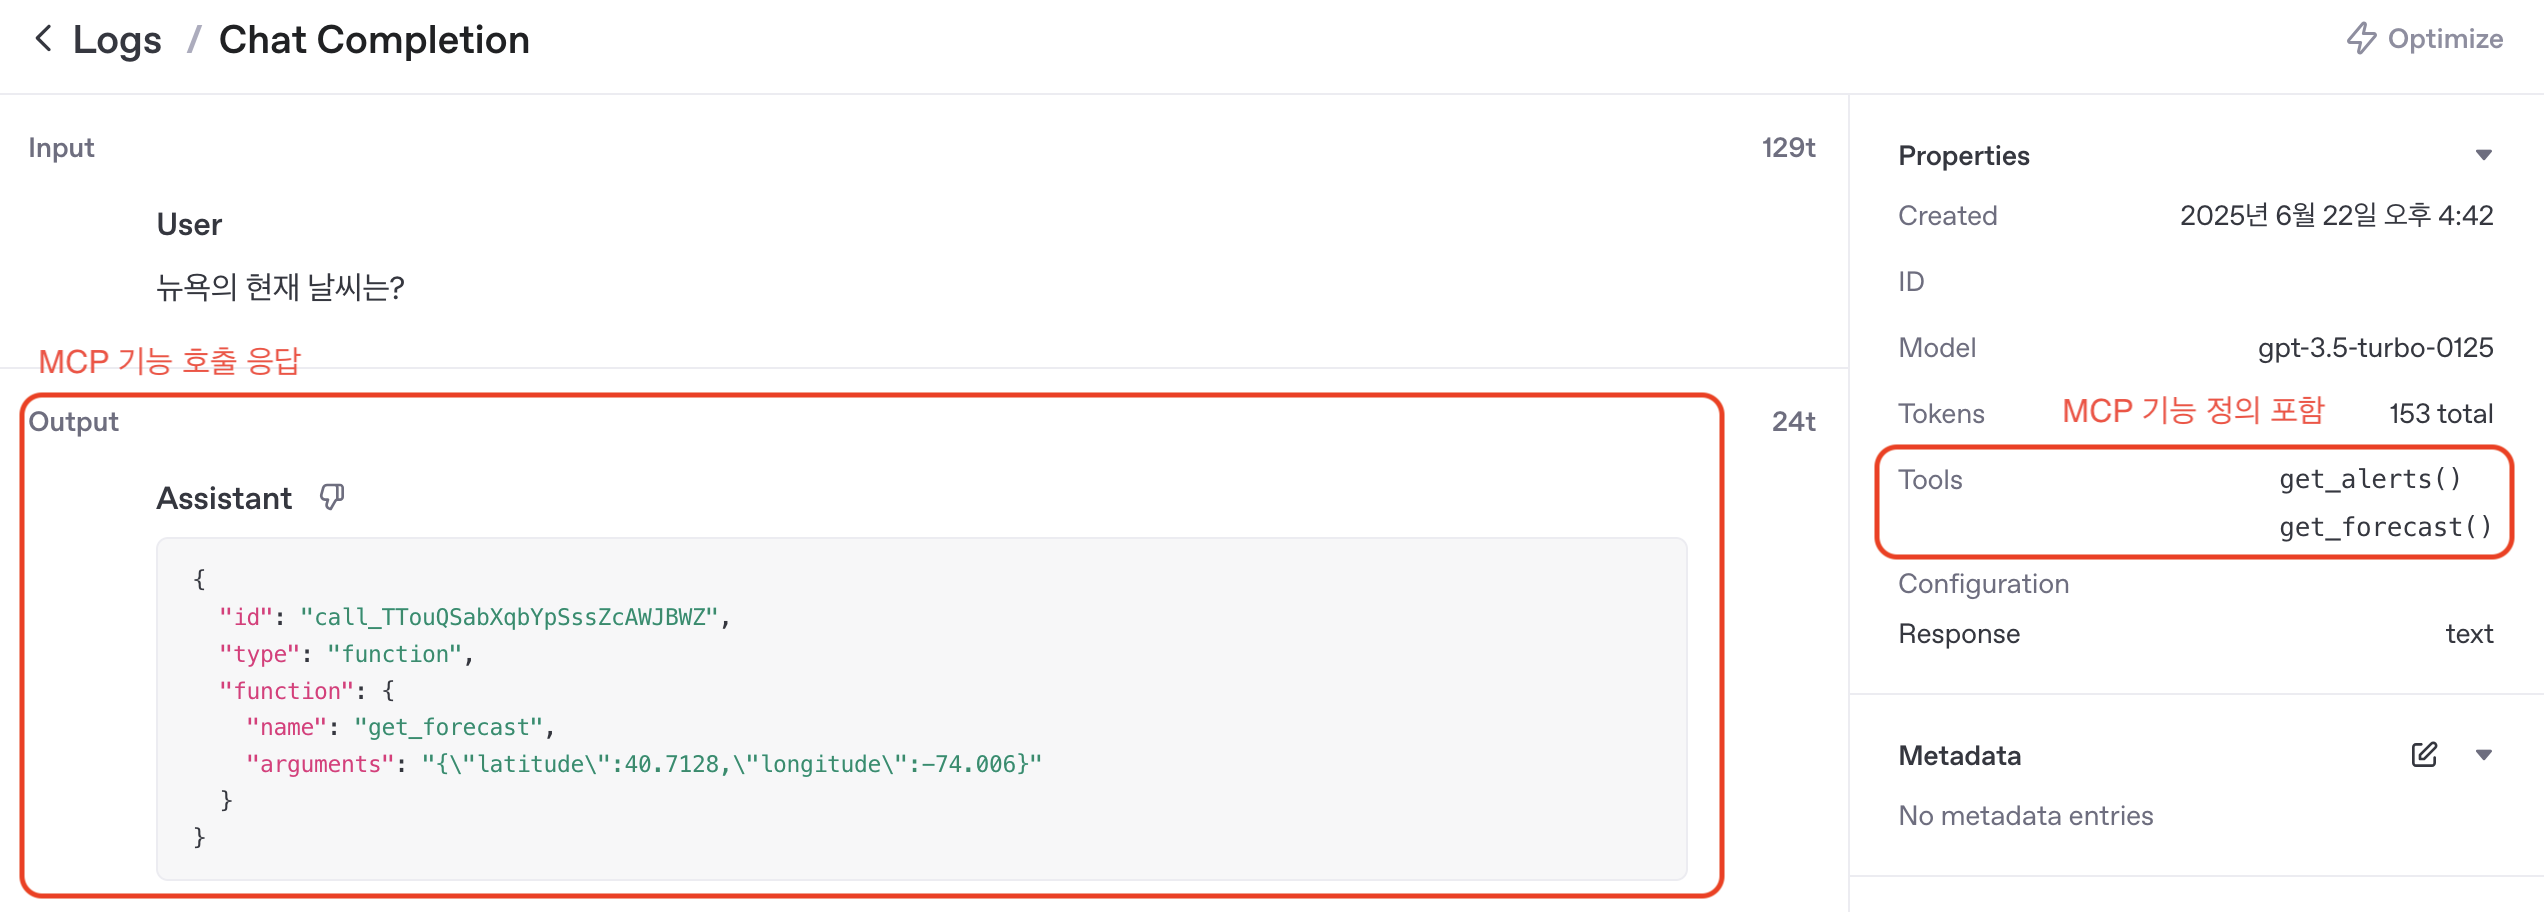 Logs / Chat Completion
Optimize
Input 129t
User
뉴욕의 현재 날씨는?
MCP 기능 호출 응답
Output 24t
Assistant
{
  "id": "call_TTouQSabXqbYpSssZcAWJBWZ",
  "type": "function",
  "function": {
    "name": "get_forecast",
    "arguments": "{\"latitude\":40.7128,\"longitude\":-74.006}"
  }
}
Properties
Created 2025년 6월 22일 오후 4:42
ID
Model gpt-3.5-turbo-0125
Tokens MCP 기능 정의 포함 153 total
Tools get_alerts()
get_forecast()
Configuration
Response text
Metadata
No metadata entries